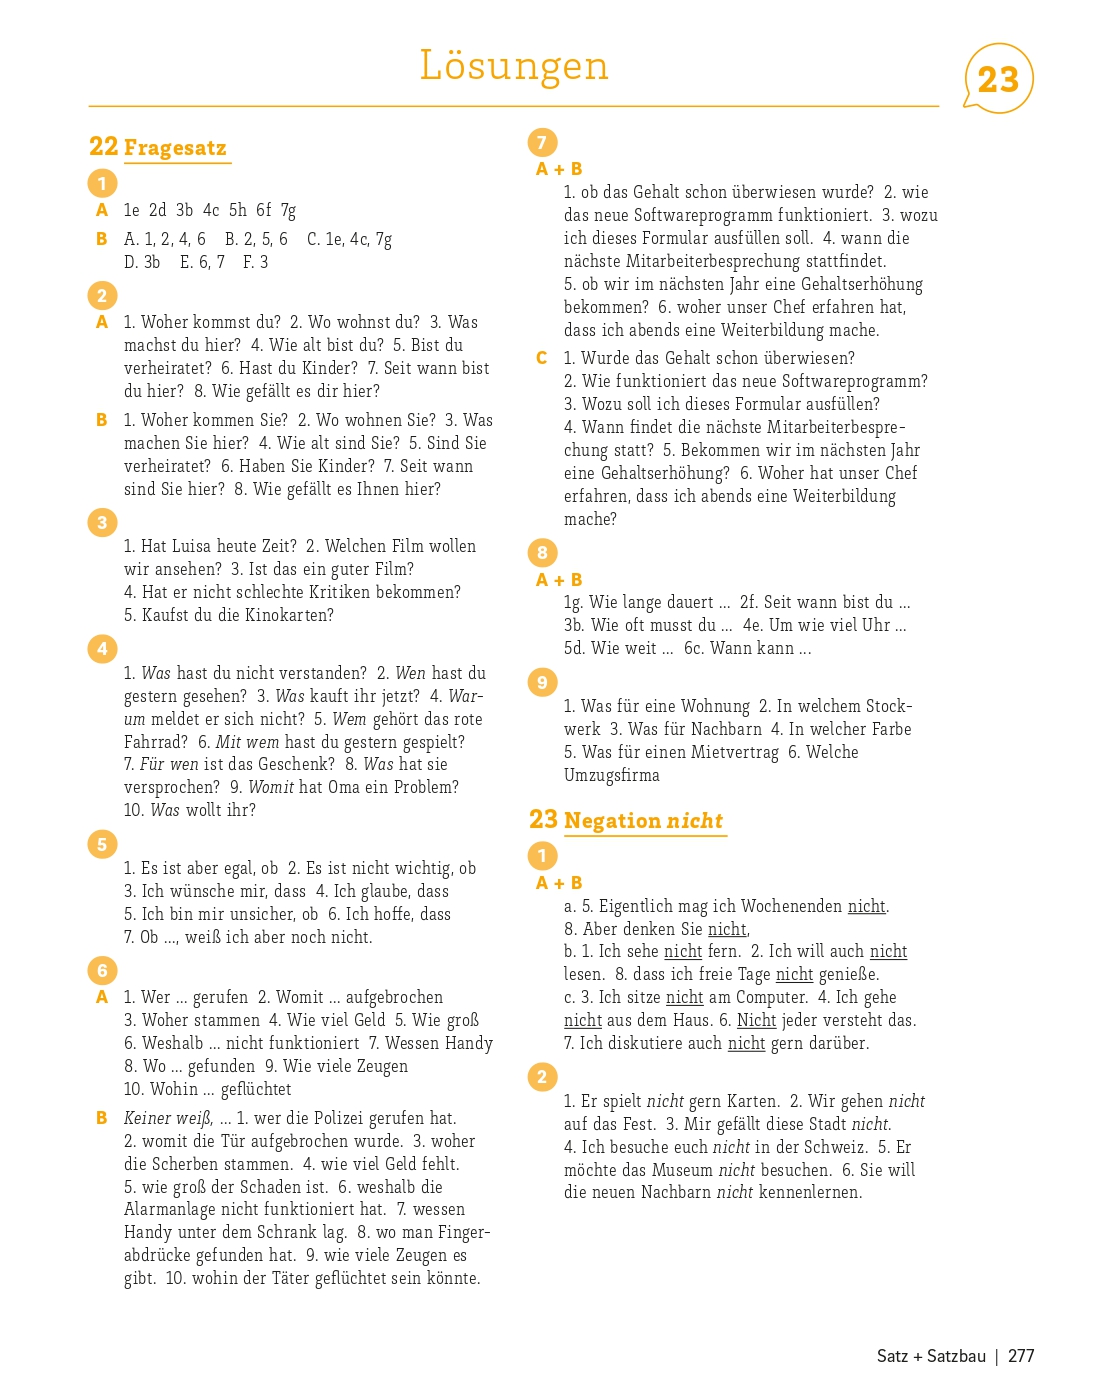 Lösungen
23
22 Fragesatz
1
A 1e 2d 3b 4c 5h 6f 7g
B A. 1, 2, 4, 6 B. 2, 5, 6 C. 1e, 4c, 7g
D. 3b E. 6, 7 F. 3
2
A 1. Woher kommst du? 2. Wo wohnst du? 3. Was
machst du hier? 4. Wie alt bist du? 5. Bist du
verheiratet? 6. Hast du Kinder? 7. Seit wann bist
du hier? 8. Wie gefällt es dir hier?
B 1. Woher kommen Sie? 2. Wo wohnen Sie? 3. Was
machen Sie hier? 4. Wie alt sind Sie? 5. Sind Sie
verheiratet? 6. Haben Sie Kinder? 7. Seit wann
sind Sie hier? 8. Wie gefällt es Ihnen hier?
3
1. Hat Luisa heute Zeit? 2. Welchen Film wollen
wir ansehen? 3. Ist das ein guter Film?
4. Hat er nicht schlechte Kritiken bekommen?
5. Kaufst du die Kinokarten?
4
1. Was hast du nicht verstanden? 2. Wen hast du
gestern gesehen? 3. Was kauft ihr jetzt? 4. War-
um meldet er sich nicht? 5. Wem gehört das rote
Fahrrad? 6. Mit wem hast du gestern gespielt?
7. Für wen ist das Geschenk? 8. Was hat sie
versprochen? 9. Womit hat Oma ein Problem?
10. Was wollt ihr?
5
1. Es ist aber egal, ob 2. Es ist nicht wichtig, ob
3. Ich wünsche mir, dass 4. Ich glaube, dass
5. Ich bin mir unsicher, ob 6. Ich hoffe, dass
7. Ob ..., weiß ich aber noch nicht.
6
A 1. Wer ... gerufen 2. Womit ... aufgebrochen
3. Woher stammen 4. Wie viel Geld 5. Wie groß
6. Weshalb ... nicht funktioniert 7. Wessen Handy
8. Wo ... gefunden 9. Wie viele Zeugen
10. Wohin ... geflüchtet
B Keiner weiß, ... 1. wer die Polizei gerufen hat.
2. womit die Tür aufgebrochen wurde. 3. woher
die Scherben stammen. 4. wie viel Geld fehlt.
5. wie groß der Schaden ist. 6. weshalb die
Alarmanlage nicht funktioniert hat. 7. wessen
Handy unter dem Schrank lag. 8. wo man Finger-
abdrücke gefunden hat. 9. wie viele Zeugen es
gibt. 10. wohin der Täter geflüchtet sein könnte.
7
A + B
1. ob das Gehalt schon überwiesen wurde? 2. wie
das neue Softwareprogramm funktioniert. 3. wozu
ich dieses Formular ausfüllen soll. 4. wann die
nächste Mitarbeiterbesprechung stattfindet.
5. ob wir im nächsten Jahr eine Gehaltserhöhung
bekommen? 6. woher unser Chef erfahren hat,
dass ich abends eine Weiterbildung mache.
C 1. Wurde das Gehalt schon überwiesen?
2. Wie funktioniert das neue Softwareprogramm?
3. Wozu soll ich dieses Formular ausfüllen?
4. Wann findet die nächste Mitarbeiterbespre-
chung statt? 5. Bekommen wir im nächsten Jahr
eine Gehaltserhöhung? 6. Woher hat unser Chef
erfahren, dass ich abends eine Weiterbildung
mache?
8
A + B
1g. Wie lange dauert ... 2f. Seit wann bist du ...
3b. Wie oft musst du ... 4e. Um wie viel Uhr ...
5d. Wie weit ... 6c. Wann kann ...
9
1. Was für eine Wohnung 2. In welchem Stock-
werk 3. Was für Nachbarn 4. In welcher Farbe
5. Was für einen Mietvertrag 6. Welche
Umzugsfirma
23 Negation nicht
1
A + B
a. 5. Eigentlich mag ich Wochenenden nicht.
8. Aber denken Sie nicht,
b. 1. Ich sehe nicht fern. 2. Ich will auch nicht
lesen. 8. dass ich freie Tage nicht genieße.
c. 3. Ich sitze nicht am Computer. 4. Ich gehe
nicht aus dem Haus. 6. Nicht jeder versteht das.
7. Ich diskutiere auch nicht gern darüber.
2
1. Er spielt nicht gern Karten. 2. Wir gehen nicht
auf das Fest. 3. Mir gefällt diese Stadt nicht.
4. Ich besuche euch nicht in der Schweiz. 5. Er
möchte das Museum nicht besuchen. 6. Sie will
die neuen Nachbarn nicht kennenlernen.
Satz + Satzbau | 277